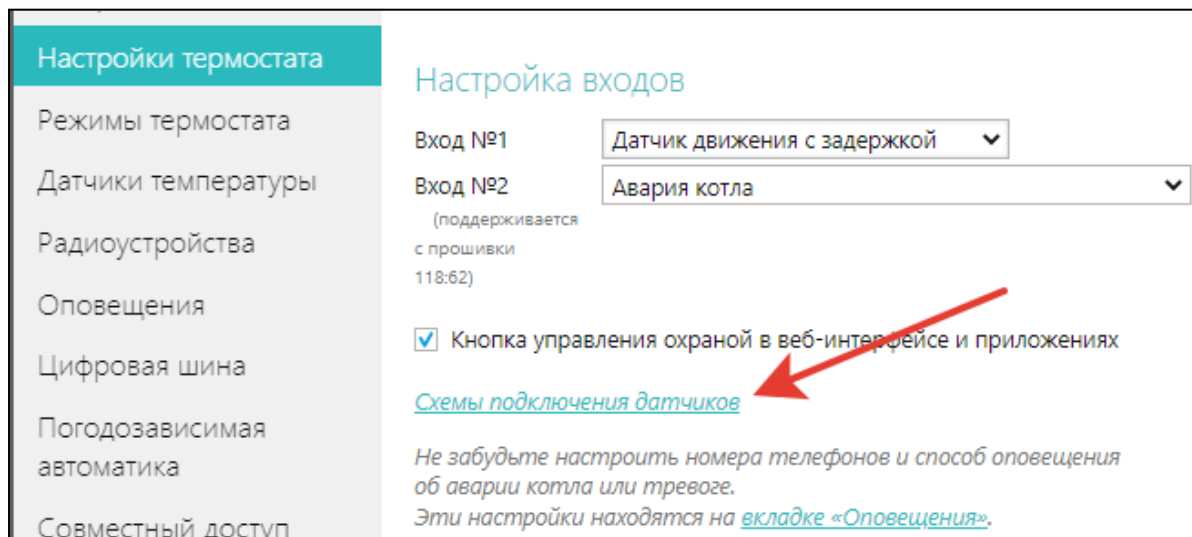 Настройки термостата
Режимы термостата
Датчики температуры
Радиоустройства
Оповещения
Цифровая шина
Погодозависимая
автоматика
Совместный доступ
Настройка входов
Вход №1 Датчик движения с задержкой
Вход №2 Авария котла
(поддерживается
с прошивки
118:62)
Кнопка управления охраной в веб-интерфейсе и приложениях
Схемы подключения датчиков
Не забудьте настроить номера телефонов и способ оповещения
об аварии котла или тревоге.
Эти настройки находятся на вкладке «Оповещения».